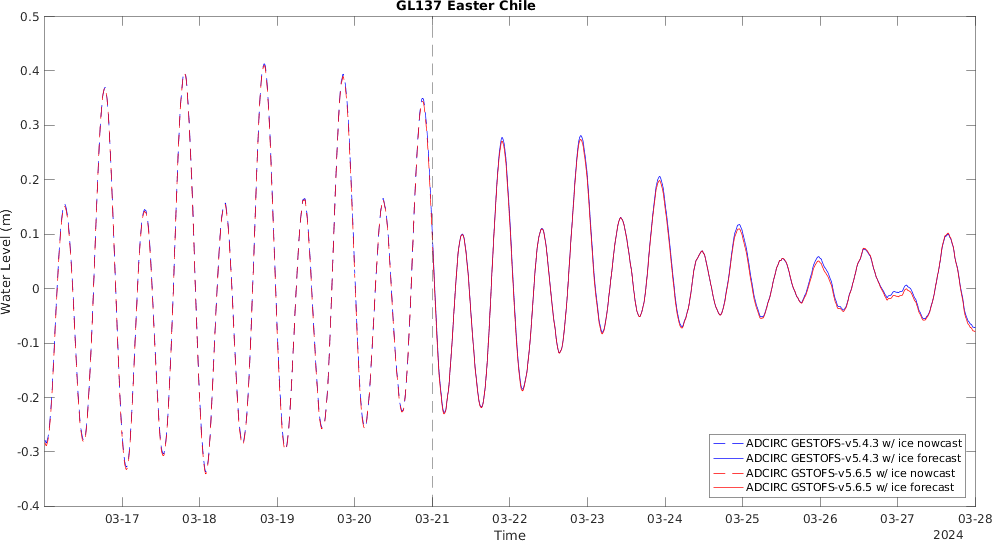 GL137 Easter Chile
Water Level (m)
0.5
0.4
0.3
0.2
0.1
0
-0.1
-0.2
-0.3
-0.4
ADCIRC GESTOFS-v5.4.3 w/ ice nowcast
ADCIRC GESTOFS-v5.4.3 w/ ice forecast
ADCIRC GSTOFS-v5.6.5 w/ ice nowcast
ADCIRC GSTOFS-v5.6.5 w/ ice forecast
03-17 03-18 03-19 03-20 03-21 03-22 03-23 03-24 03-25 03-26 03-27 03-28
Time
2024